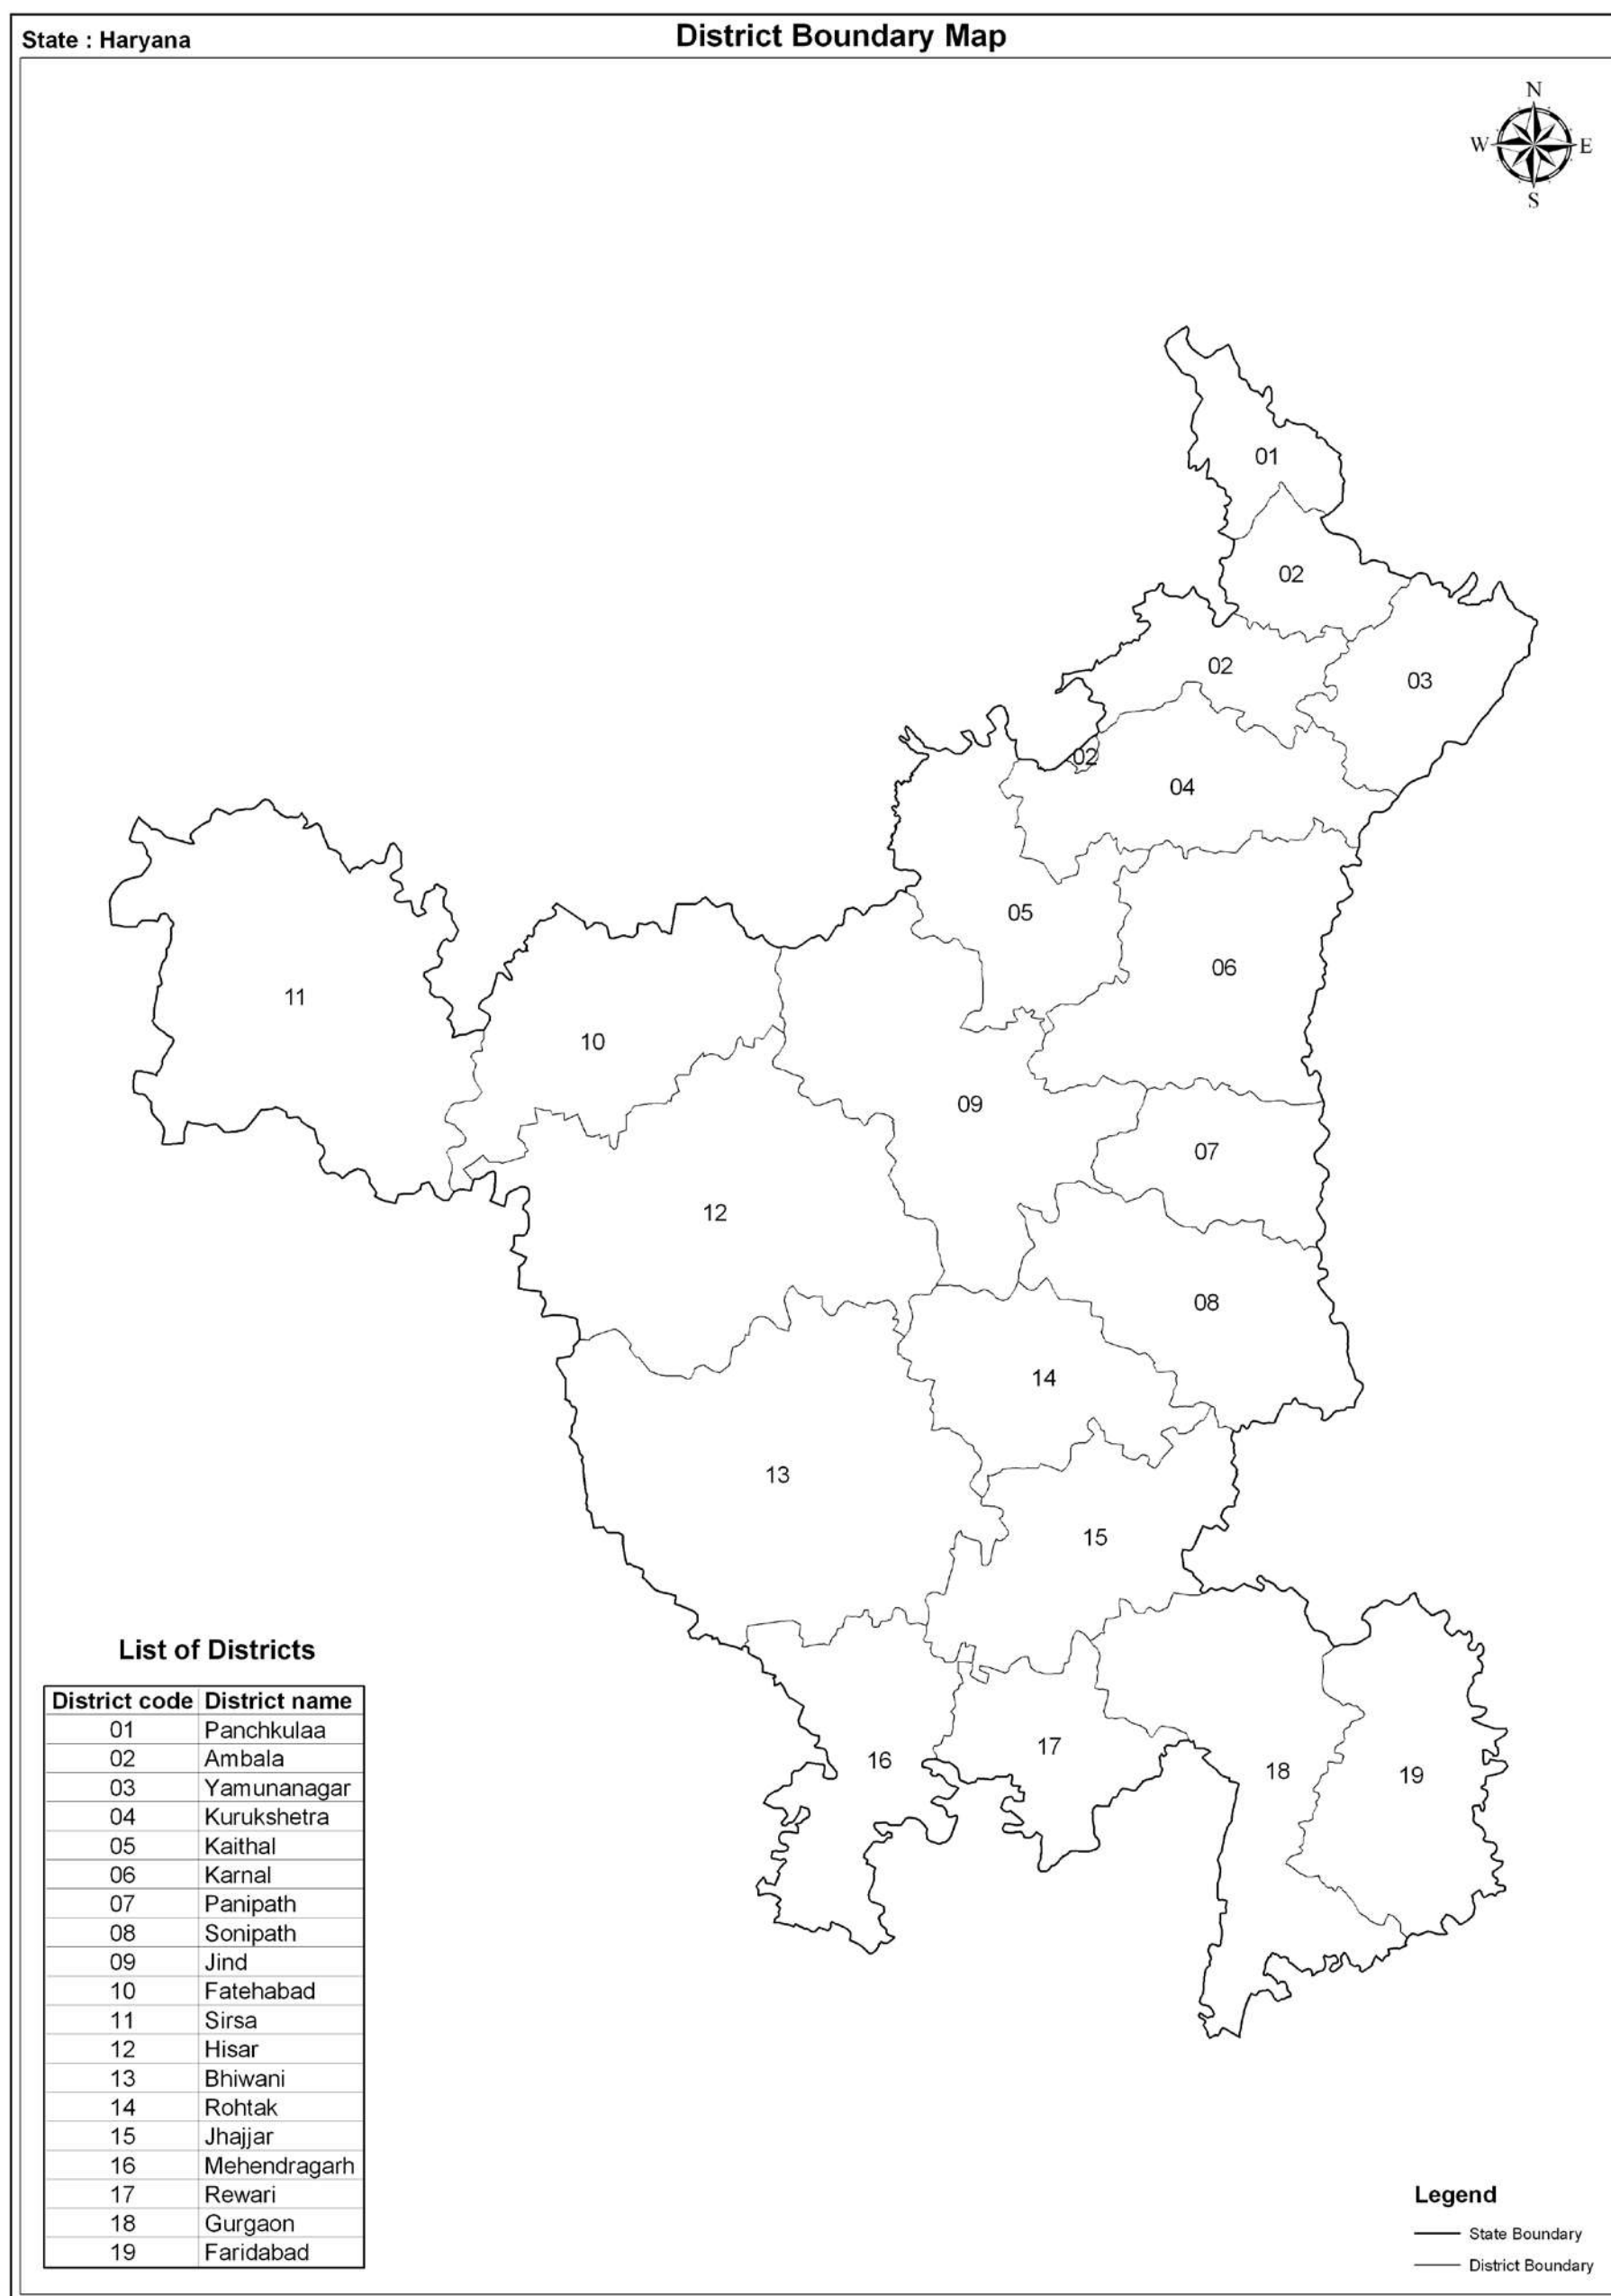 State : Haryana
District Boundary Map
N
W E
S
01
02
02
03
02
04
05
06
11
10
09
07
12
08
14
13
15
16
17
18
19
List of Districts
District code District name
01 Panchkulaa
02 Ambala
03 Yamunanagar
04 Kurukshetra
05 Kaithal
06 Karnal
07 Panipath
08 Sonipath
09 Jind
10 Fatehabad
11 Sirsa
12 Hisar
13 Bhiwani
14 Rohtak
15 Jhajjar
16 Mehendragarh
17 Rewari
18 Gurgaon
19 Faridabad
Legend
State Boundary
District Boundary